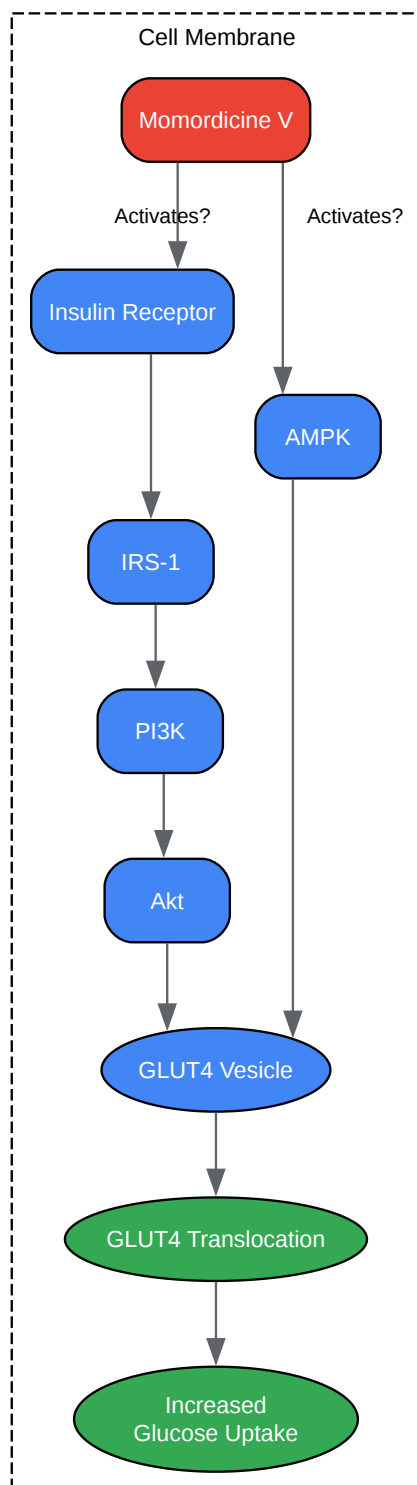 Cell Membrane
Momordicine V
Activates?
Activates?
Insulin Receptor
AMPK
IRS-1
PI3K
Akt
GLUT4 Vesicle
GLUT4 Translocation
Increased
Glucose Uptake